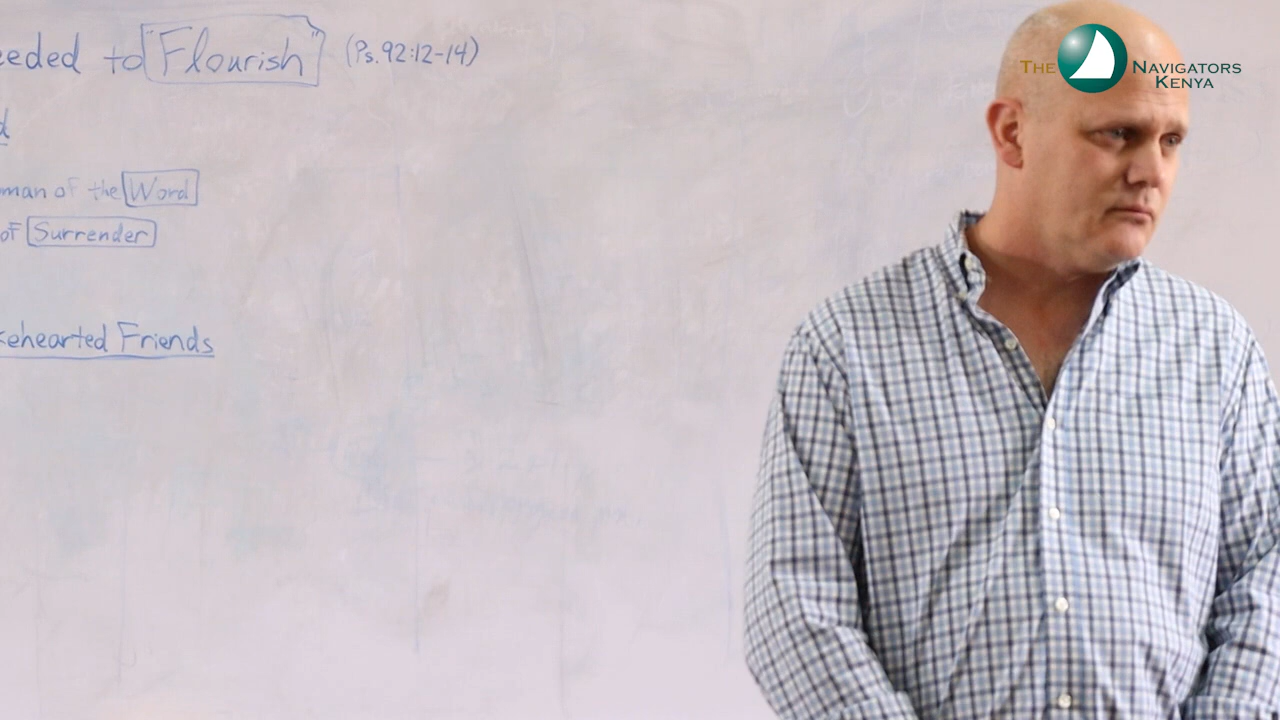 eeded to "Flourish" (Ps. 92:12-14)
d
man of the Word
of Surrender
kehearted Friends
The Navigators
Kenya